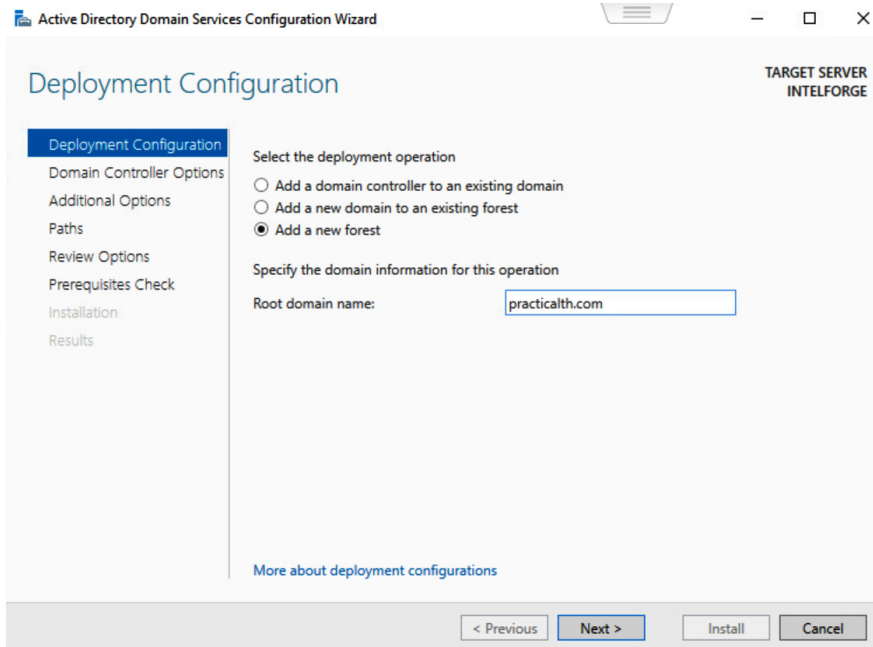 Active Directory Domain Services Configuration Wizard
Deployment Configuration
TARGET SERVER
INTELFORGE
Deployment Configuration
Domain Controller Options
Additional Options
Paths
Review Options
Prerequisites Check
Installation
Results
Select the deployment operation
Add a domain controller to an existing domain
Add a new domain to an existing forest
Add a new forest
Specify the domain information for this operation
Root domain name: practicalth.com
More about deployment configurations
< Previous Next > Install Cancel